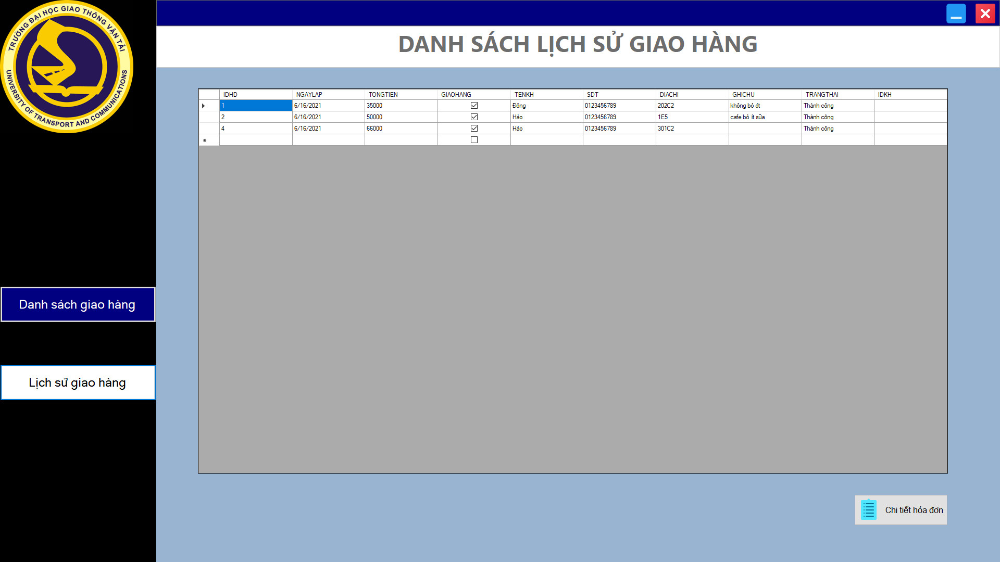 TRƯỜNG ĐẠI HỌC GIAO THÔNG VẬN TẢI
UNIVERSITY OF TRANSPORT AND COMMUNICATIONS
DANH SÁCH LỊCH SỬ GIAO HÀNG
IDHD NGAYLAP TONGTIEN GIAOHANG TENKH SDT DIACHI GHICHU TRANGTHAI IDKH
1 6/16/2021 35000 Đông 0123456789 202C2 không bỏ ớt Thành công
2 6/16/2021 50000 Hảo 0123456789 1E5 cafe bỏ ít sữa Thành công
4 6/16/2021 66000 Hảo 0123456789 301C2 Thành công
Danh sách giao hàng
Lịch sử giao hàng
Chi tiết hóa đơn